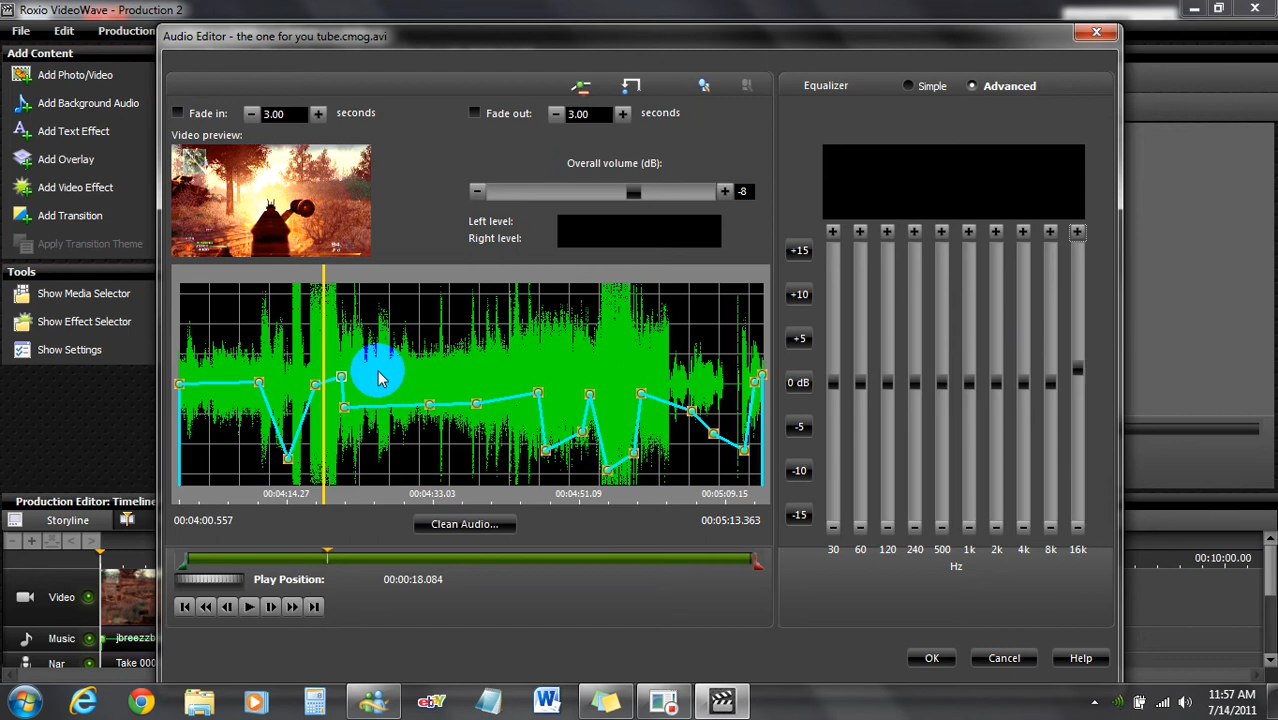 Roxio VideoWave - Production 2
File Edit Production
Audio Editor - the one for you tube.cmog.avi
Add Content
Add Photo/Video
Add Background Audio
Add Text Effect
Add Overlay
Add Video Effect
Add Transition
Apply Transition Theme
Tools
Show Media Selector
Show Effect Selector
Show Settings
Fade in: 3.00 seconds
Fade out: 3.00 seconds
Video preview:
Overall volume (dB):
-8
Left level:
Right level:
Equalizer Simple Advanced
+15
+10
+5
0 dB
-5
-10
-15
30 60 120 240 500 1k 2k 4k 8k 16k
Hz
00:04:14.27 00:04:33.03 00:04:51.09 00:05:09.15
00:04:00.557 Clean Audio... 00:05:13.363
Play Position: 00:00:18.084
OK Cancel Help
Production Editor: Timeline
Storyline
00:10:00.00
Video
Music jbreezzb
Nar Take 000
ebY
W
11:57 AM
7/14/2011